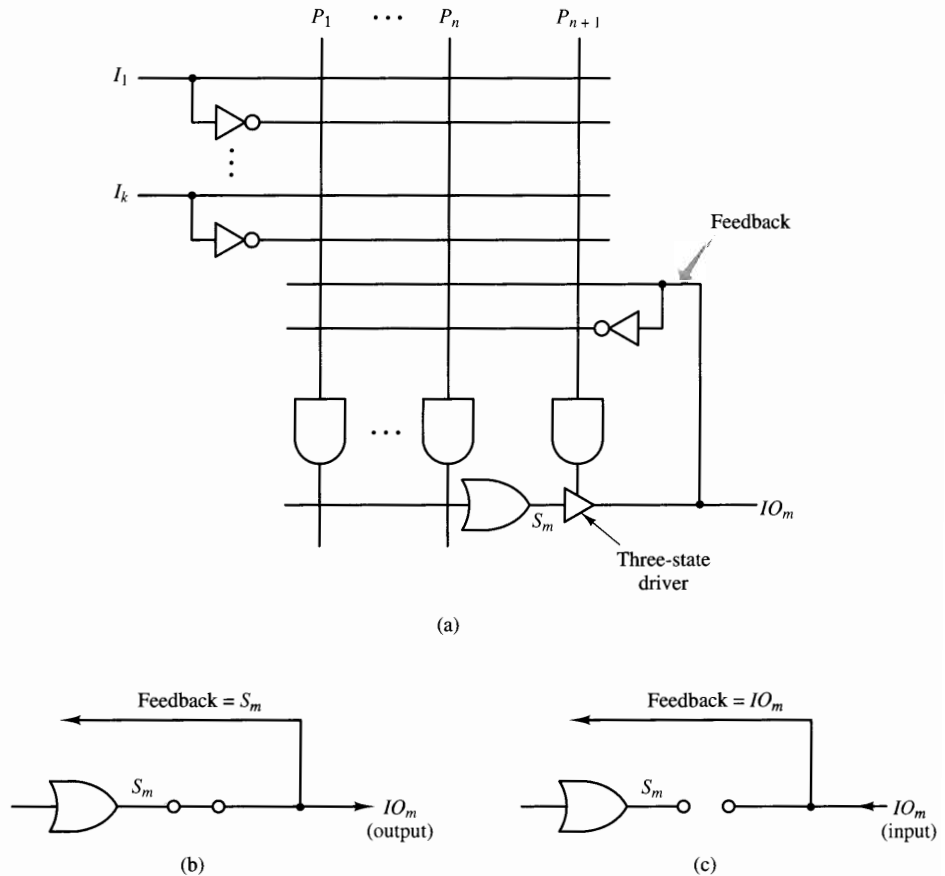 P₁ ⋯ Pₙ Pₙ₊₁
I₁
Iₖ
Feedback
Sₘ
IOₘ
Three-state
driver
(a)
Feedback = Sₘ
Sₘ
IOₘ
(output)
(b)
Feedback = IOₘ
Sₘ
IOₘ
(input)
(c)